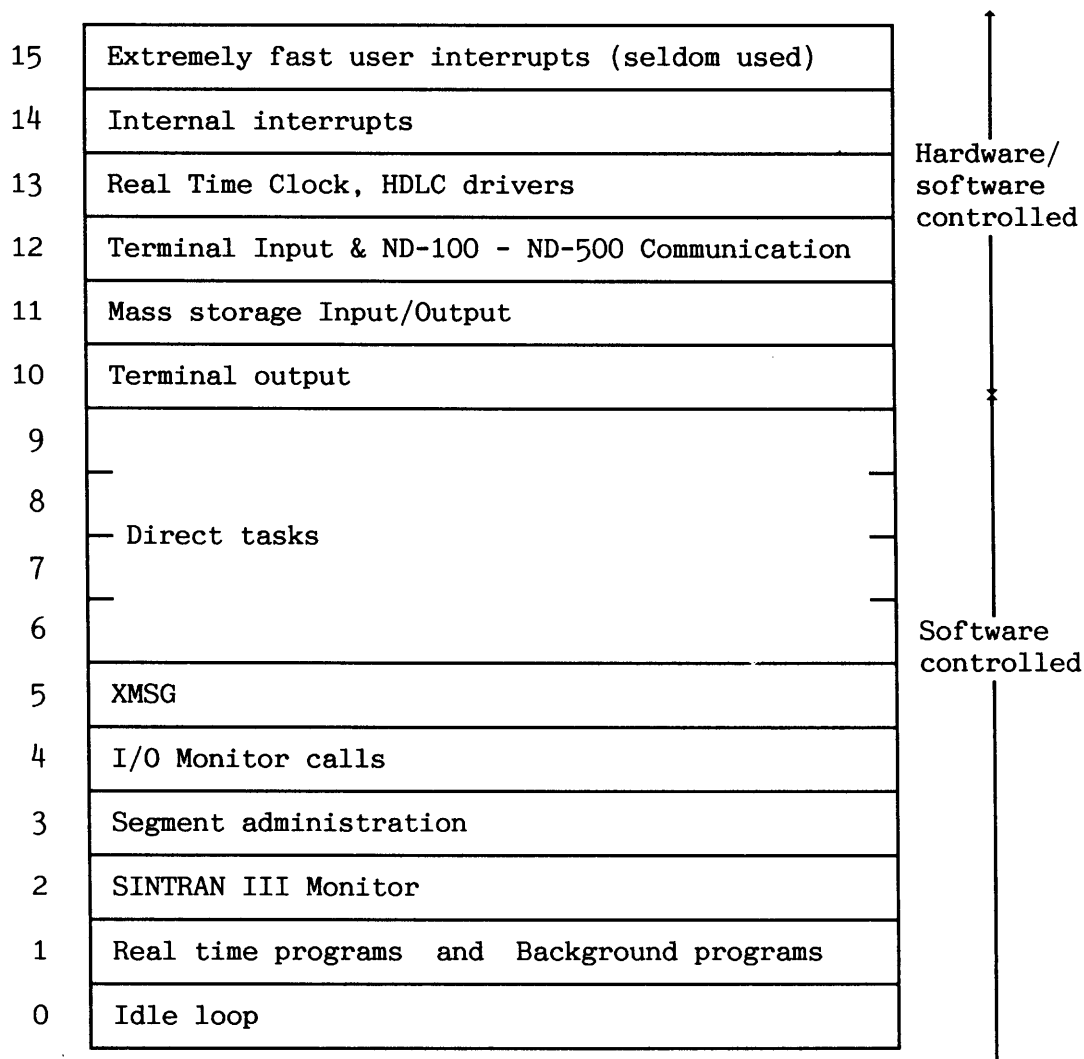 15 Extremely fast user interrupts (seldom used)
14 Internal interrupts
Hardware/
software
controlled
13 Real Time Clock, HDLC drivers
12 Terminal Input & ND-100 - ND-500 Communication
11 Mass storage Input/Output
10 Terminal output
9
8
Direct tasks
7
6
Software
controlled
5 XMSG
4 I/O Monitor calls
3 Segment administration
2 SINTRAN III Monitor
1 Real time programs and Background programs
0 Idle loop